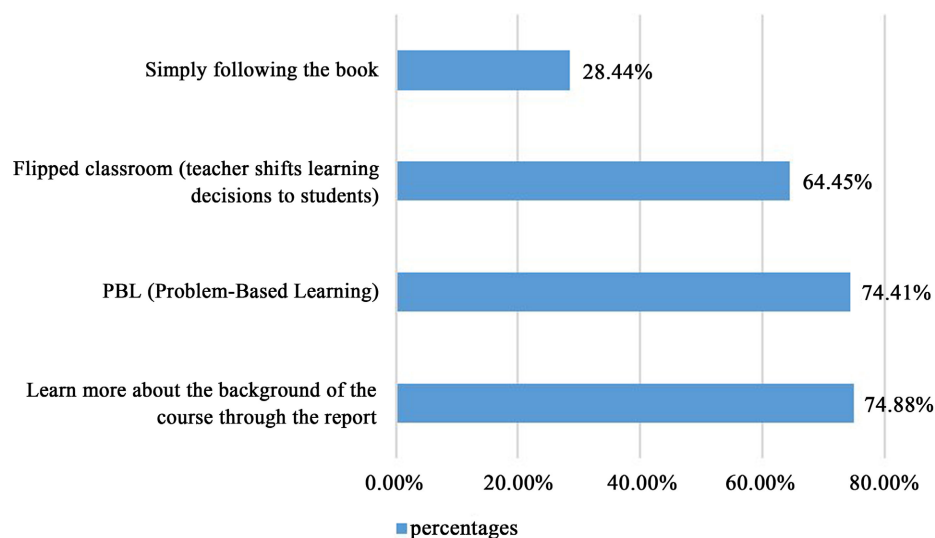 Simply following the book
28.44%
Flipped classroom (teacher shifts learning
decisions to students)
64.45%
PBL (Problem-Based Learning)
74.41%
Learn more about the background of the
course through the report
74.88%
0.00% 20.00% 40.00% 60.00% 80.00%
percentages